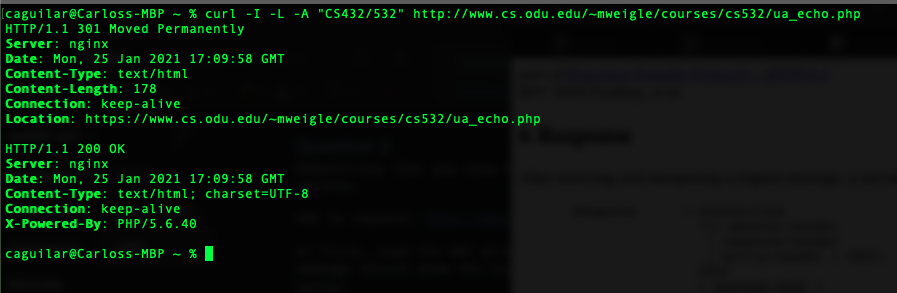 caguilar@Carloss-MBP ~ % curl -I -L -A "CS432/532" http://www.cs.odu.edu/~mweigle/courses/cs532/ua_echo.php
HTTP/1.1 301 Moved Permanently
Server: nginx
Date: Mon, 25 Jan 2021 17:09:58 GMT
Content-Type: text/html
Content-Length: 178
Connection: keep-alive
Location: https://www.cs.odu.edu/~mweigle/courses/cs532/ua_echo.php
HTTP/1.1 200 OK
Server: nginx
Date: Mon, 25 Jan 2021 17:09:58 GMT
Content-Type: text/html; charset=UTF-8
Connection: keep-alive
X-Powered-By: PHP/5.6.40
caguilar@Carloss-MBP ~ %